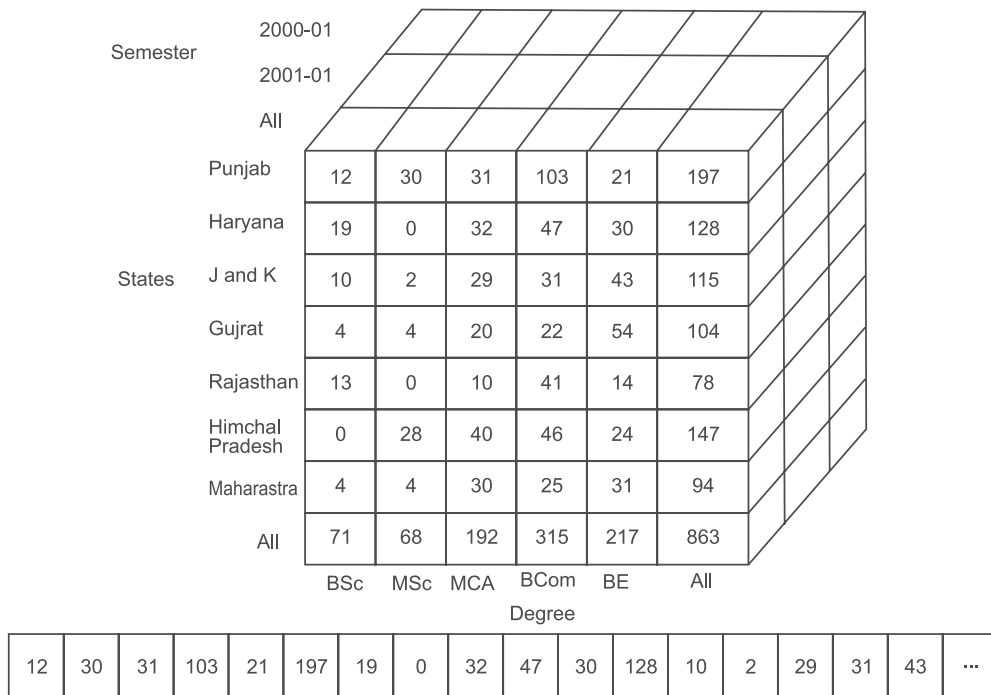 2000-01
Semester
2001-01
All
Punjab 12 30 31 103 21 197
Haryana 19 0 32 47 30 128
States J and K 10 2 29 31 43 115
Gujrat 4 4 20 22 54 104
Rajasthan 13 0 10 41 14 78
Himchal
Pradesh 0 28 40 46 24 147
Maharastra 4 4 30 25 31 94
All 71 68 192 315 217 863
BSc MSc MCA BCom BE All
Degree
12 30 31 103 21 197 19 0 32 47 30 128 10 2 29 31 43 ...